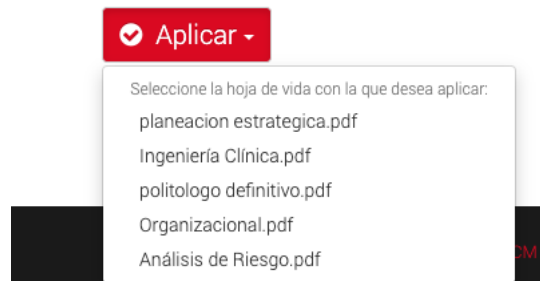 Aplicar
Seleccione la hoja de vida con la que desea aplicar:
planeacion estrategica.pdf
Ingeniería Clínica.pdf
politologo definitivo.pdf
Organizacional.pdf
Análisis de Riesgo.pdf
CM